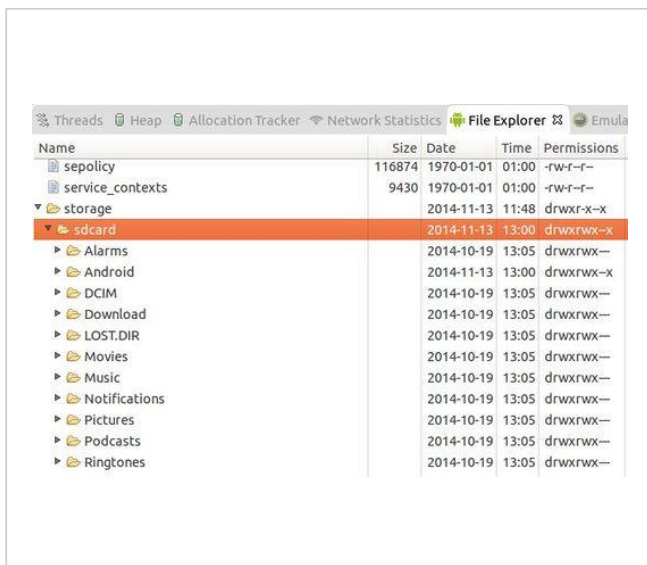 Threads Heap Allocation Tracker Network Statistics File Explorer Emula
Name Size Date Time Permissions
sepolicy 116874 1970-01-01 01:00 -rw-r--r--
service_contexts 9430 1970-01-01 01:00 -rw-r--r--
storage 2014-11-13 11:48 drwxr-x--x
sdcard 2014-11-13 13:00 drwxrwx--x
Alarms 2014-10-19 13:05 drwxrwx---
Android 2014-11-13 13:00 drwxrwx--x
DCIM 2014-10-19 13:05 drwxrwx---
Download 2014-10-19 13:05 drwxrwx---
LOST.DIR 2014-10-19 13:05 drwxrwx---
Movies 2014-10-19 13:05 drwxrwx---
Music 2014-10-19 13:05 drwxrwx---
Notifications 2014-10-19 13:05 drwxrwx---
Pictures 2014-10-19 13:05 drwxrwx---
Podcasts 2014-10-19 13:05 drwxrwx---
Ringtones 2014-10-19 13:05 drwxrwx---